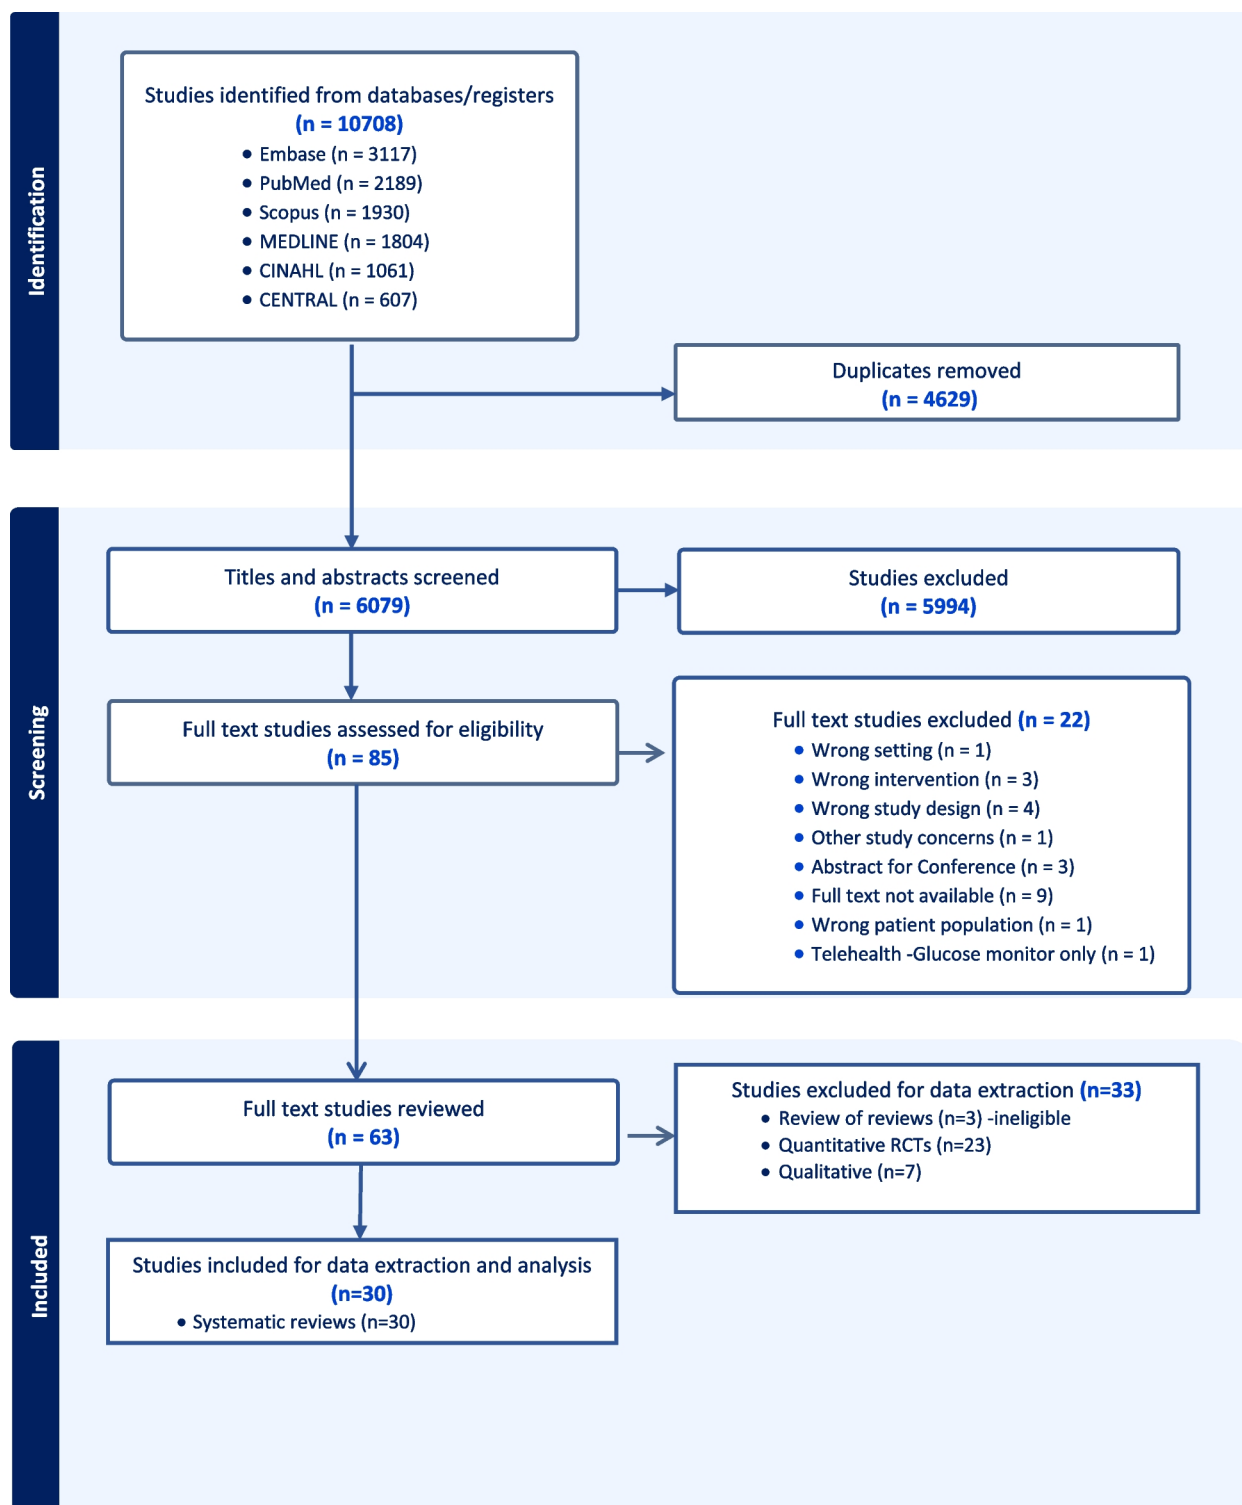 Identification
Studies identified from databases/registers
(n = 10708)
• Embase (n = 3117)
• PubMed (n = 2189)
• Scopus (n = 1930)
• MEDLINE (n = 1804)
• CINAHL (n = 1061)
• CENTRAL (n = 607)
Duplicates removed
(n = 4629)
Screening
Titles and abstracts screened
(n = 6079)
Studies excluded
(n = 5994)
Full text studies assessed for eligibility
(n = 85)
Full text studies excluded (n = 22)
• Wrong setting (n = 1)
• Wrong intervention (n = 3)
• Wrong study design (n = 4)
• Other study concerns (n = 1)
• Abstract for Conference (n = 3)
• Full text not available (n = 9)
• Wrong patient population (n = 1)
• Telehealth -Glucose monitor only (n = 1)
Included
Full text studies reviewed
(n = 63)
Studies excluded for data extraction (n=33)
• Review of reviews (n=3) -ineligible
• Quantitative RCTs (n=23)
• Qualitative (n=7)
Studies included for data extraction and analysis
(n=30)
• Systematic reviews (n=30)